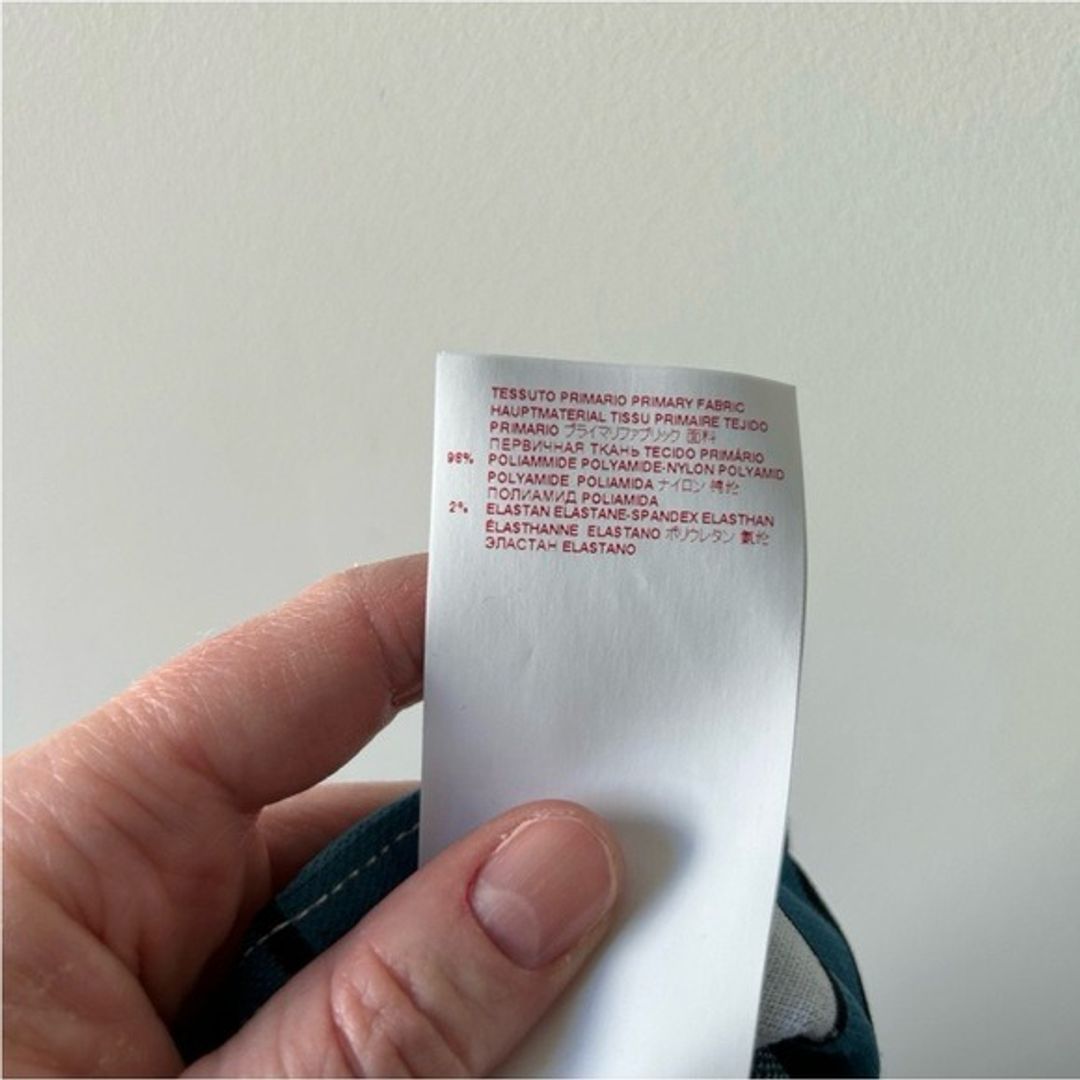 TESSUTO PRIMARIO PRIMARY FABRIC
HAUPTMATERIAL TISSU PRIMAIRE TEJIDO
PRIMARIO プライマリファブリック 面料
ПЕРВИЧНАЯ ТКАНЬ TECIDO PRIMÁRIO
98% POLIAMMIDE POLYAMIDE-NYLON POLYAMID
POLYAMIDE POLIAMIDA ナイロン 锦纶
ПОЛИАМИД POLIAMIDA
2% ELASTAN ELASTANE-SPANDEX ELASTHAN
ÉLASTHANNE ELASTANO ポリウレタン 氨纶
ЭЛАСТАН ELASTANO